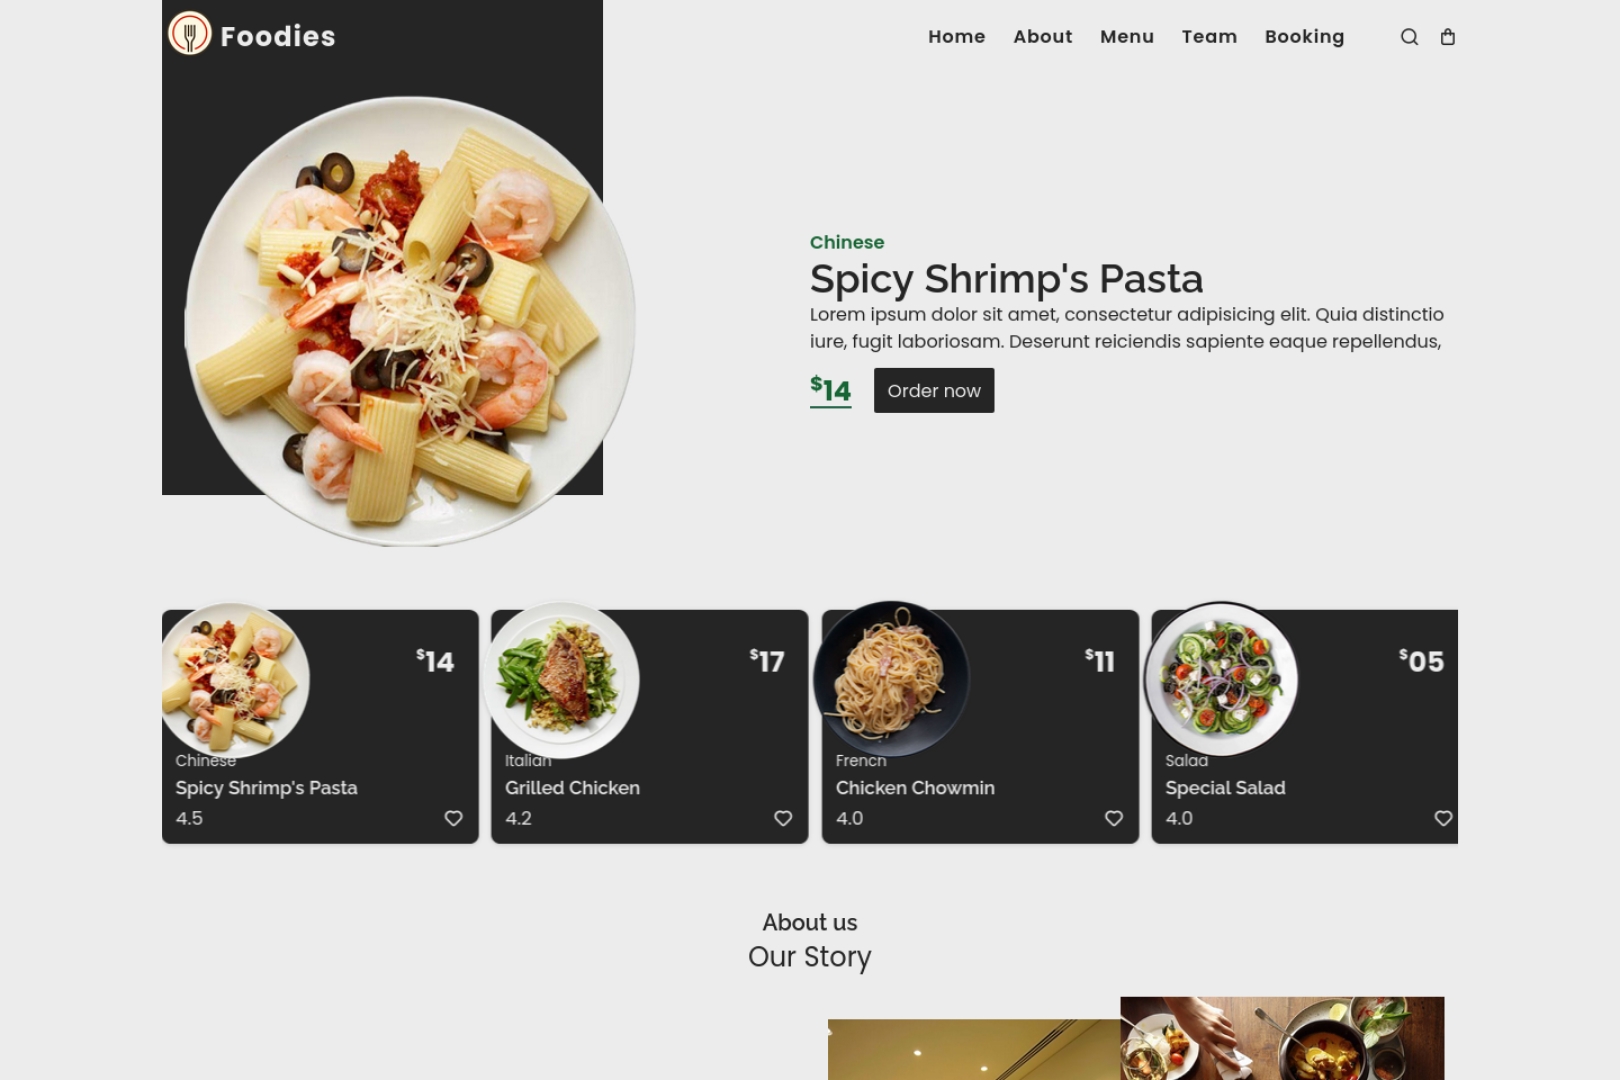 Foodies
Home About Menu Team Booking
Chinese
Spicy Shrimp's Pasta
Lorem ipsum dolor sit amet, consectetur adipisicing elit. Quia distinctio
iure, fugit laboriosam. Deserunt reiciendis sapiente eaque repellendus,
$14 Order now
$14
Chinese
Spicy Shrimp's Pasta
4.5
$17
Italian
Grilled Chicken
4.2
$11
French
Chicken Chowmin
4.0
$05
Salad
Special Salad
4.0
About us
Our Story